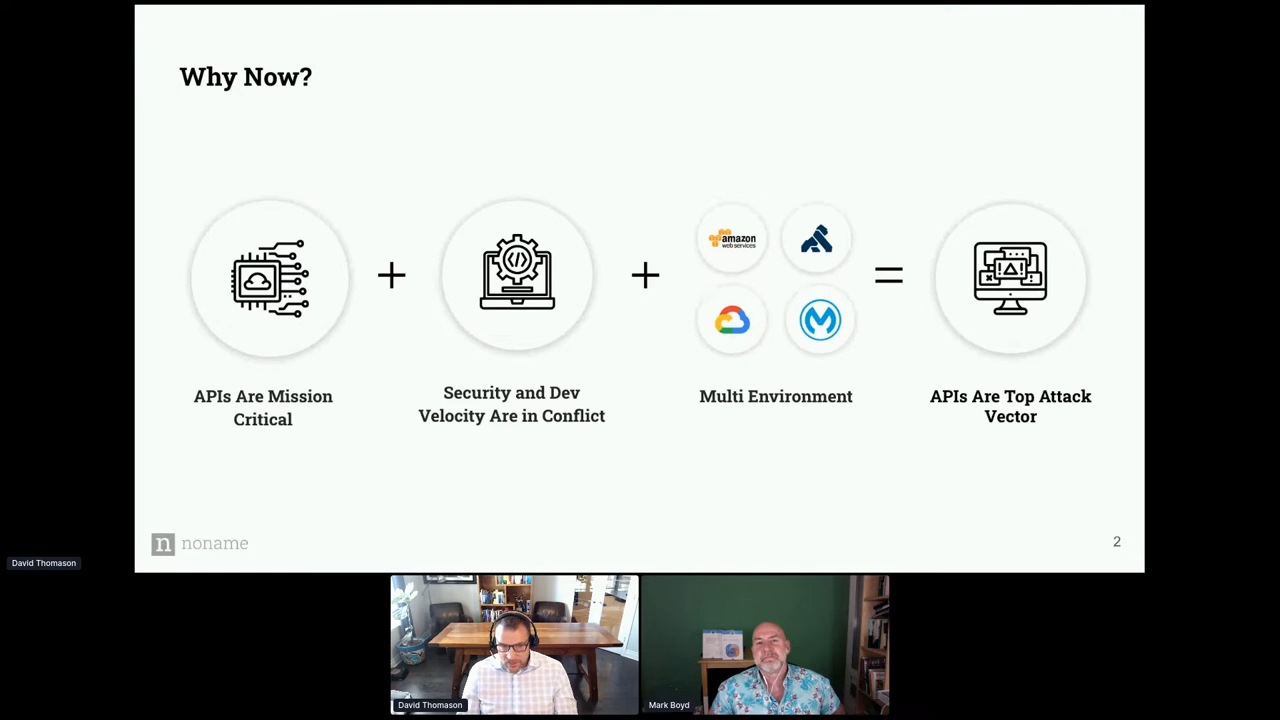 Why Now?
amazon
web services
APIs Are Mission
Critical
Security and Dev
Velocity Are in Conflict
Multi Environment
APIs Are Top Attack
Vector
n noname
2
David Thomason
David Thomason
Mark Boyd